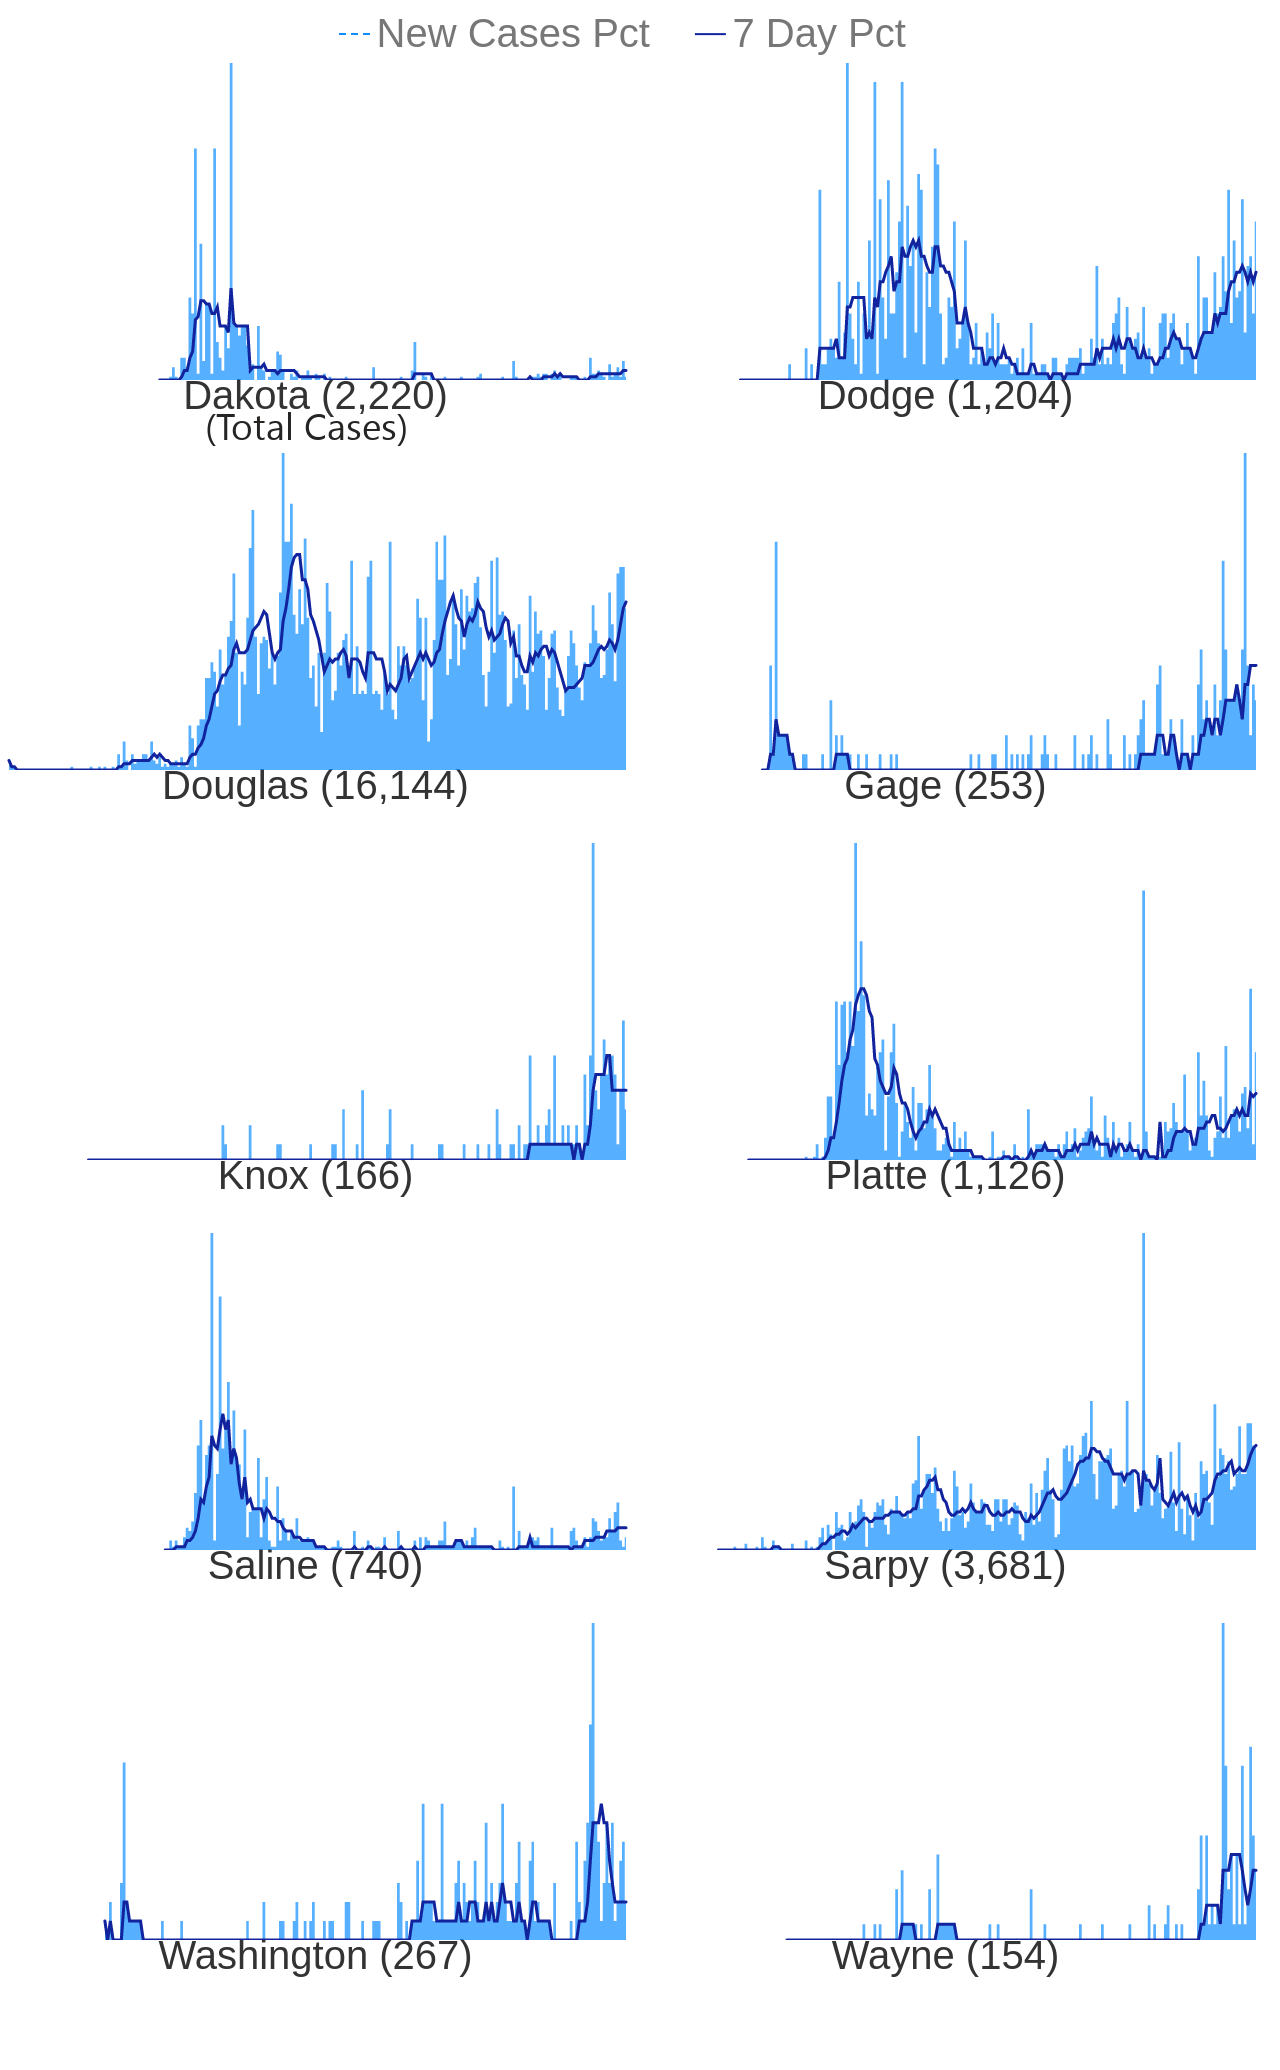 New Cases Pct 7 Day Pct
Dakota (2,220) Dodge (1,204)
(Total Cases)
Douglas (16,144) Gage (253)
Knox (166) Platte (1,126)
Saline (740) Sarpy (3,681)
Washington (267) Wayne (154)